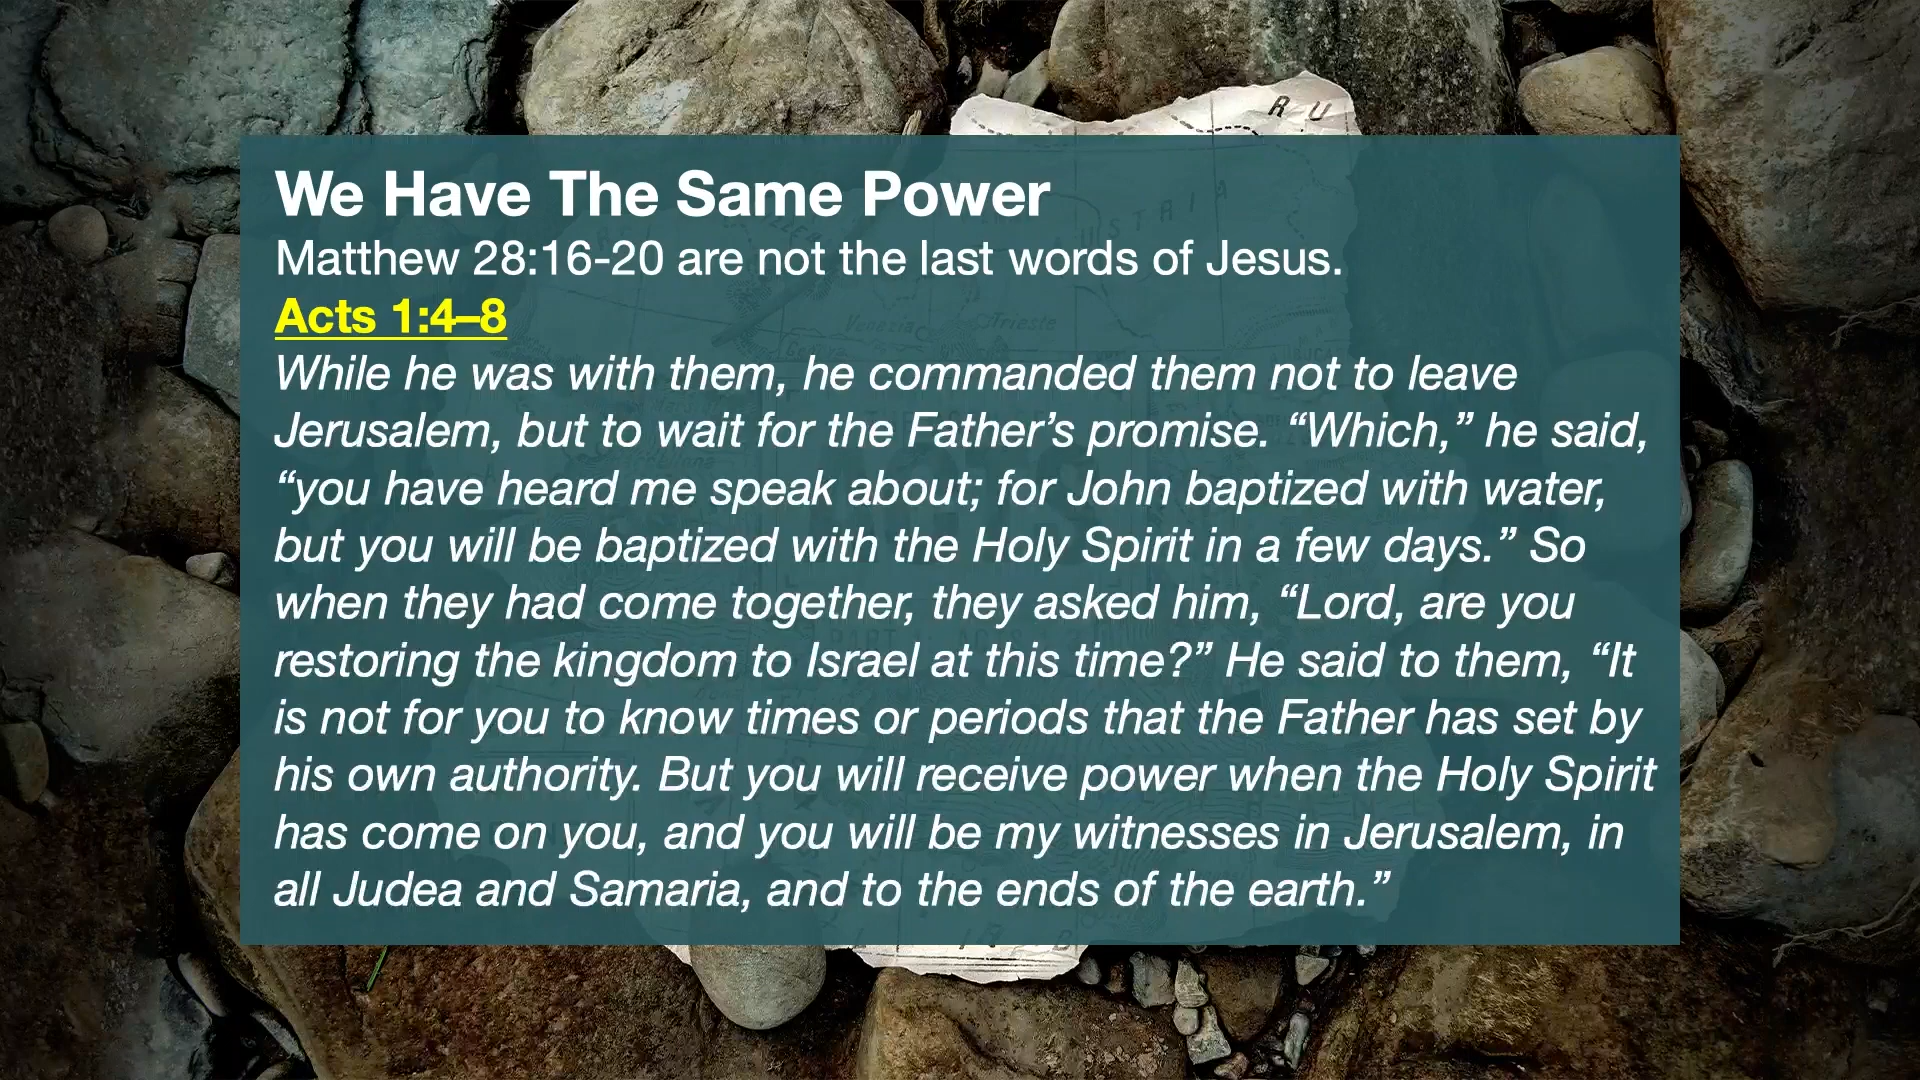 R U
We Have The Same Power
STRIA
Matthew 28:16-20 are not the last words of Jesus.
Acts 1:4–8
Venezia Trieste
While he was with them, he commanded them not to leave
Jerusalem, but to wait for the Father’s promise. “Which,” he said,
“you have heard me speak about; for John baptized with water,
but you will be baptized with the Holy Spirit in a few days.” So
when they had come together, they asked him, “Lord, are you
restoring the kingdom to Israel at this time?” He said to them, “It
is not for you to know times or periods that the Father has set by
his own authority. But you will receive power when the Holy Spirit
has come on you, and you will be my witnesses in Jerusalem, in
all Judea and Samaria, and to the ends of the earth.”